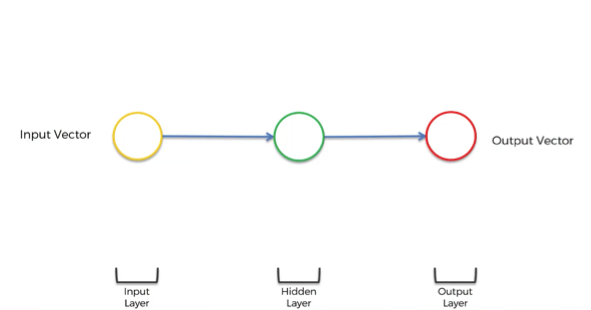 Input Vector
Output Vector
Input
Layer
Hidden
Layer
Output
Layer